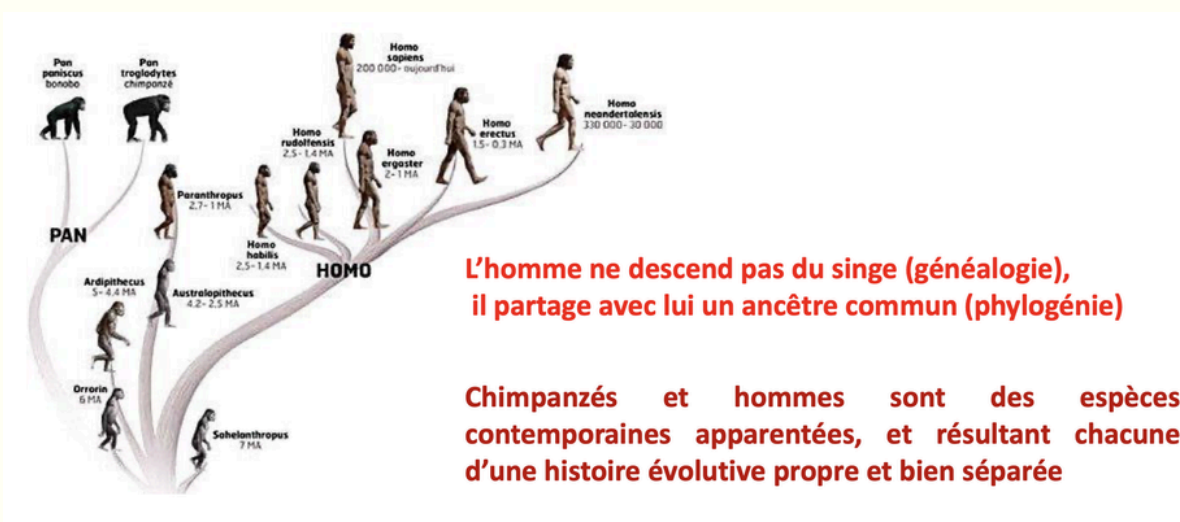 Pan
paniscus
bonobo
Pan
troglodytes
chimponzé
Homo
sapiens
200 000 - aujourd'hui
Homo
rudolfensis
2,5 - 1,4 MA
Homo
ergaster
2 - 1 MA
Homo
erectus
1,5 - 0,3 MA
Homo
neandertalensis
330 000 - 30 000
Paranthropus
2,7 - 1 MA
PAN
Homo
habilis
2,5 - 1,4 MA
HOMO
Ardipithecus
5 - 4,4 MA
Australopithecus
4,2 - 2,5 MA
Orrorin
6 MA
Sahelanthropus
7 MA
L'homme ne descend pas du singe (généalogie),
il partage avec lui un ancêtre commun (phylogénie)
Chimpanzés et hommes sont des espèces
contemporaines apparentées, et résultant chacune
d'une histoire évolutive propre et bien séparée